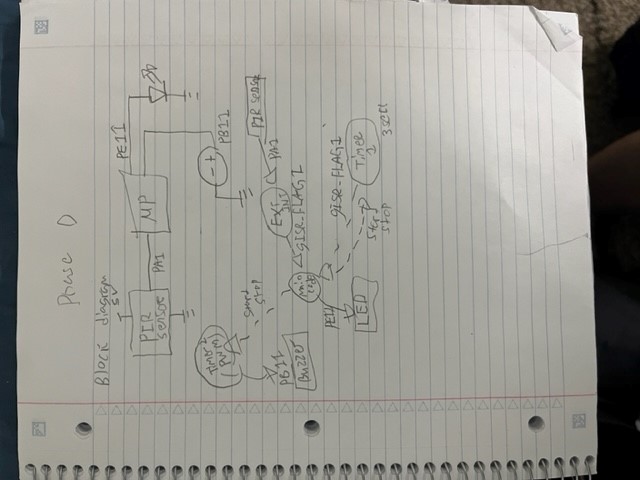 Phase 0
Block diagram
5V
PE11
PIR
sensor
PA1
MP
- +
PB11
Timer 2
(PWM)
Start
Stop
PIR sensor
Ext
INT
PA1
PB11
Buzzer
gISR-FLAG1
main
code
PE11
gISR-FLAG1
LED
Timer
1
Start
Stop